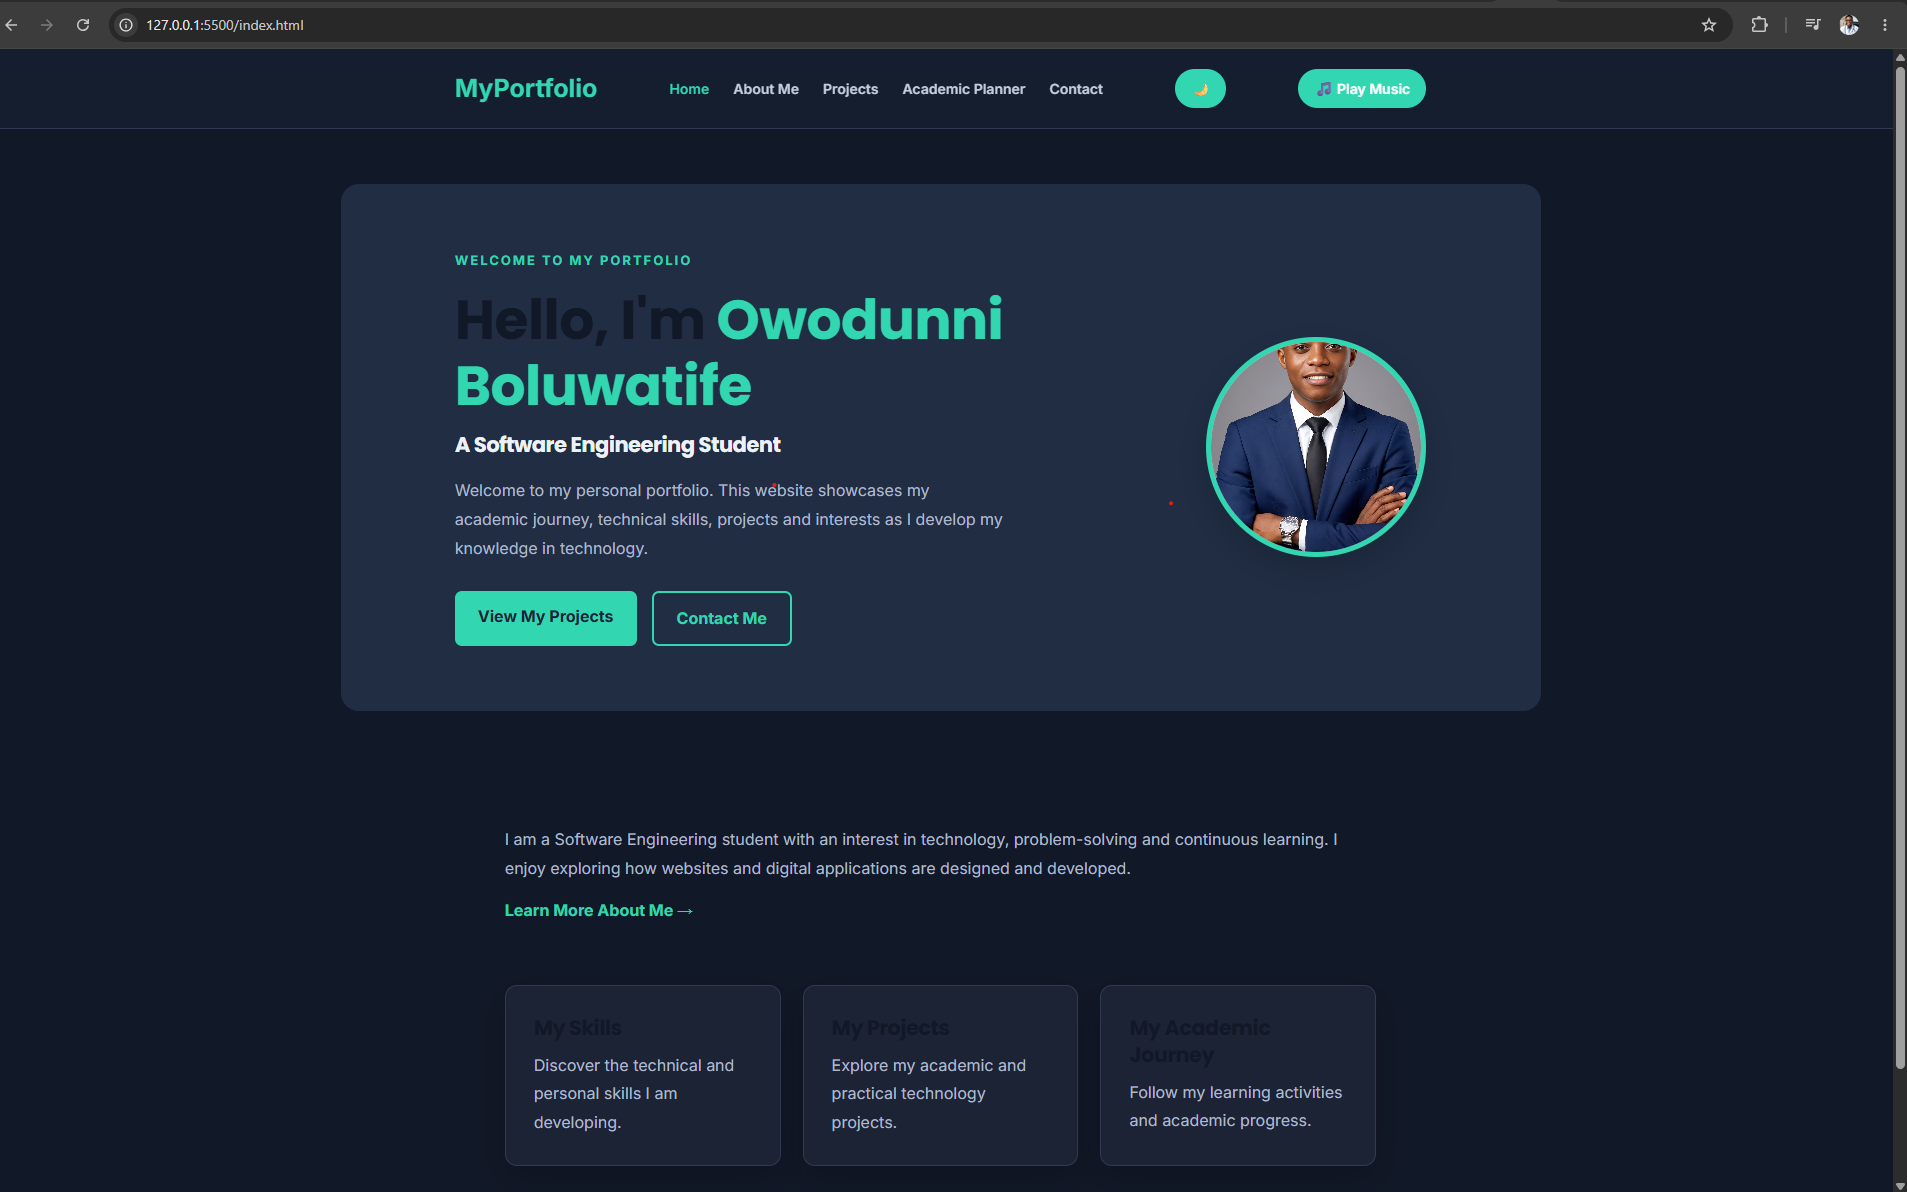 127.0.0.1:5500/index.html
MyPortfolio
Home
About Me
Projects
Academic Planner
Contact
🌙
🎵 Play Music
WELCOME TO MY PORTFOLIO
Hello, I'm Owodunni
Boluwatife
A Software Engineering Student
Welcome to my personal portfolio. This website showcases my
academic journey, technical skills, projects and interests as I develop my
knowledge in technology.
View My Projects
Contact Me
I am a Software Engineering student with an interest in technology, problem-solving and continuous learning. I
enjoy exploring how websites and digital applications are designed and developed.
Learn More About Me →
My Skills
Discover the technical and
personal skills I am
developing.
My Projects
Explore my academic and
practical technology
projects.
My Academic
Journey
Follow my learning activities
and academic progress.